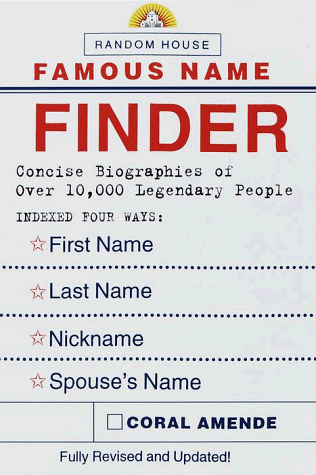 RANDOM HOUSE
FAMOUS NAME
FINDER
Concise Biographies of
Over 10,000 Legendary People
INDEXED FOUR WAYS:
First Name
Last Name
Nickname
Spouse's Name
CORAL AMENDE
Fully Revised and Updated!